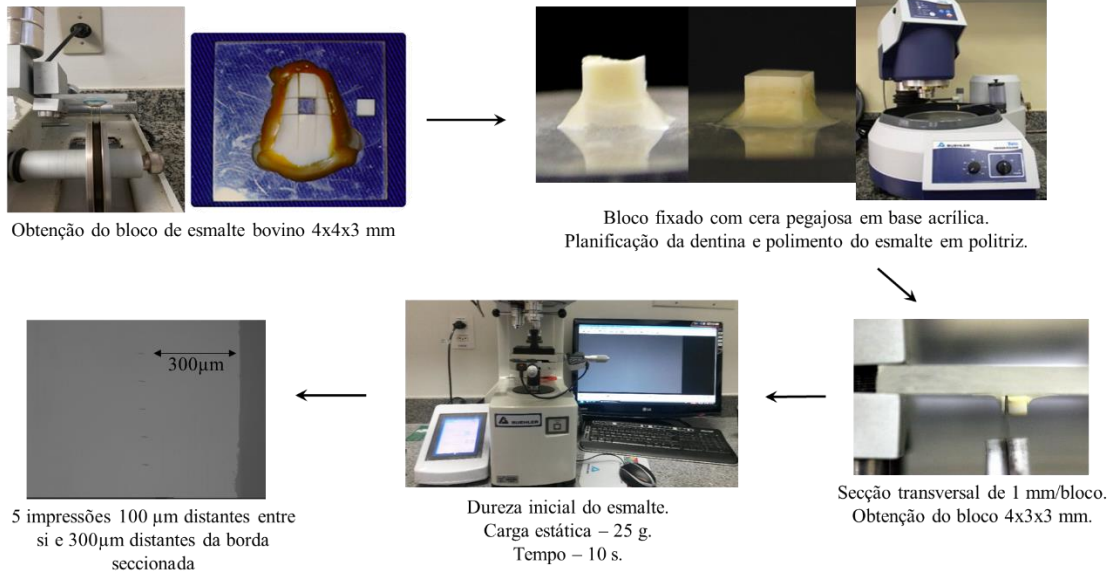 Obtenção do bloco de esmalte bovino 4x4x3 mm
BUEHLER
Bloco fixado com cera pegajosa em base acrílica.
Planificação da dentina e polimento do esmalte em politriz.
300µm
5 impressões 100 µm distantes entre
si e 300µm distantes da borda
seccionada
BUEHLER
LG
Dureza inicial do esmalte.
Carga estática – 25 g.
Tempo – 10 s.
Secção transversal de 1 mm/bloco.
Obtenção do bloco 4x3x3 mm.